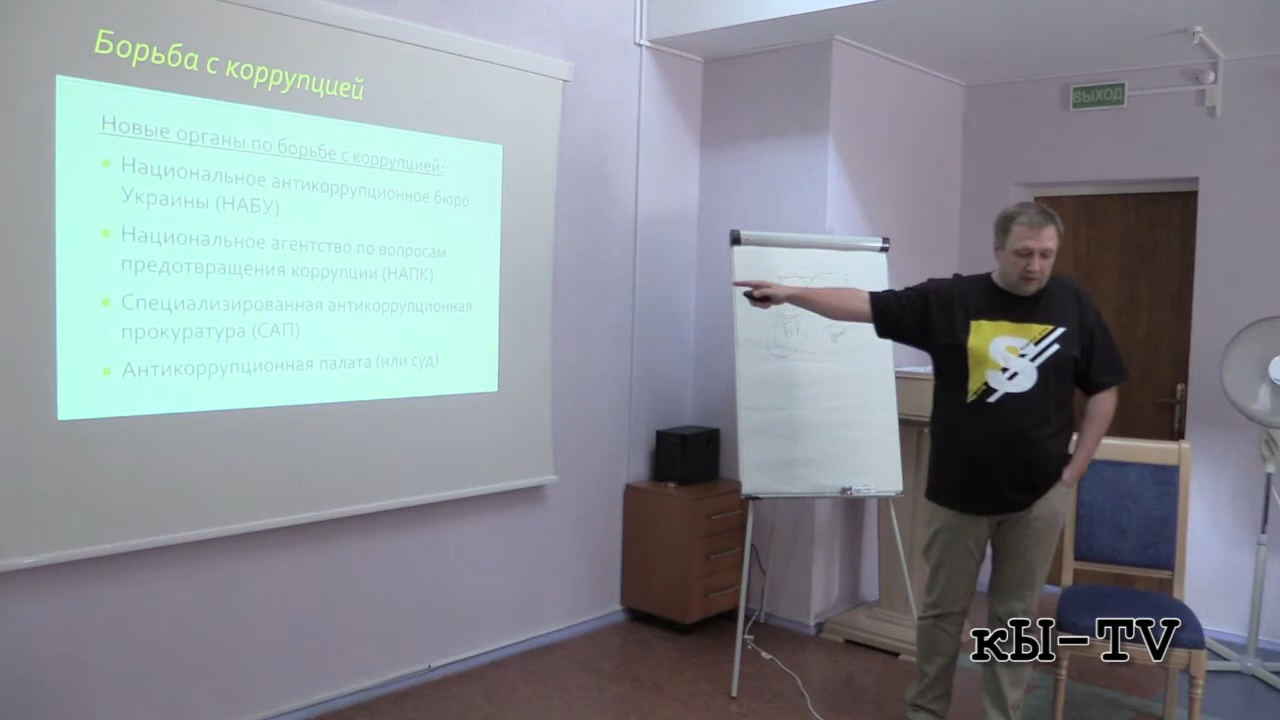 Борьба с коррупцией
Новые органы по борьбе с коррупцией:
Национальное антикоррупционное бюро
Украины (НАБУ)
Национальное агентство по вопросам
предотвращения коррупции (НАПК)
Специализированная антикоррупционная
прокуратура (САП)
Антикоррупционная палата (или суд)
ВЫХОД
БК
S
кЫ-TV